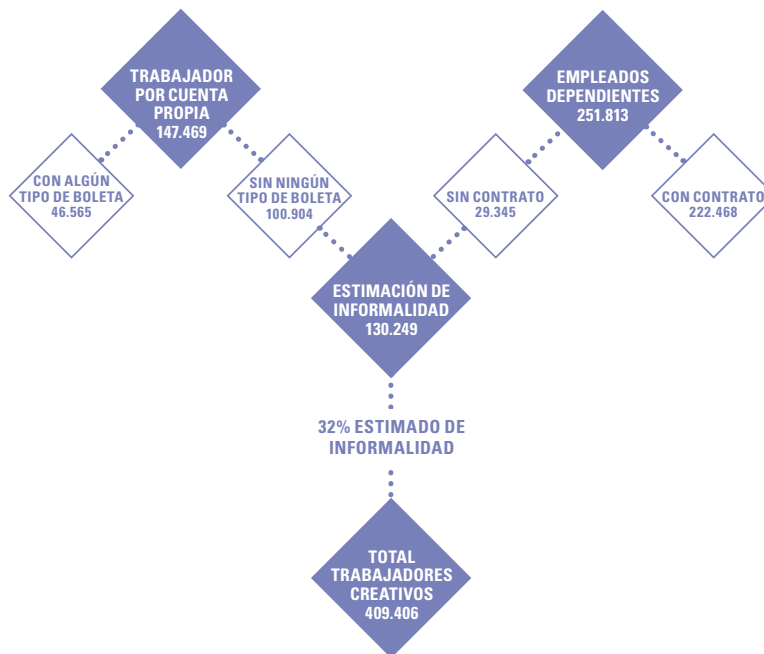 TRABAJADOR
POR CUENTA
PROPIA
147.469
EMPLEADOS
DEPENDIENTES
251.813
CON ALGÚN
TIPO DE BOLETA
46.565
SIN NINGÚN
TIPO DE BOLETA
100.904
SIN CONTRATO
29.345
CON CONTRATO
222.468
ESTIMACIÓN DE
INFORMALIDAD
130.249
32% ESTIMADO DE
INFORMALIDAD
TOTAL
TRABAJADORES
CREATIVOS
409.406